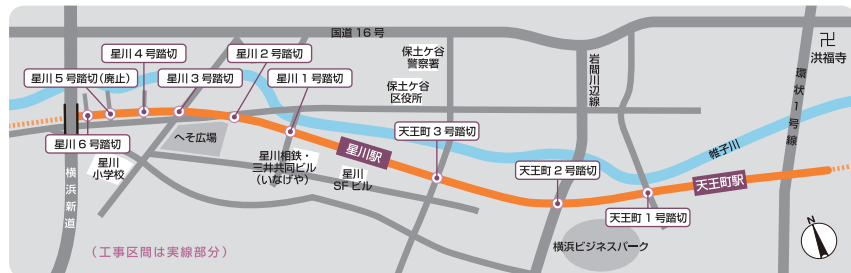 国道16号
星川4号踏切
星川2号踏切
保土ケ谷
警察署
卍
洪福寺
星川5号踏切(廃止)
星川3号踏切
星川1号踏切
岩間川辺線
環状1号線
保土ケ谷
区役所
へそ広場
天王町3号踏切
星川6号踏切
星川
小学校
星川相鉄・
三井共同ビル
(いなげや)
星川駅
星川
SFビル
帷子川
天王町2号踏切
天王町駅
横浜新道
天王町1号踏切
横浜ビジネスパーク
(工事区間は実線部分)
N